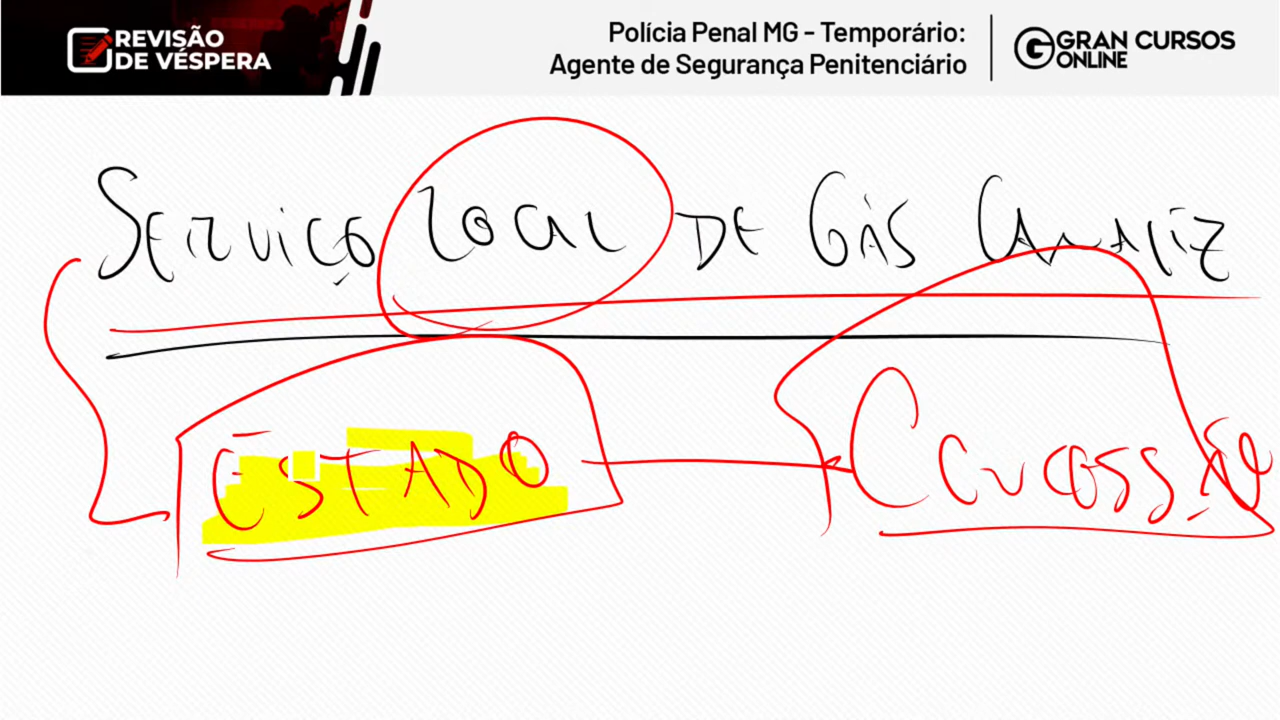 REVISÃO
DE VÉSPERA
Polícia Penal MG - Temporário:
Agente de Segurança Penitenciário
GRAN CURSOS
ONLINE
SERVIÇO LOCAL DE GÁS CANALIZ
ESTADO CONCESSÃO